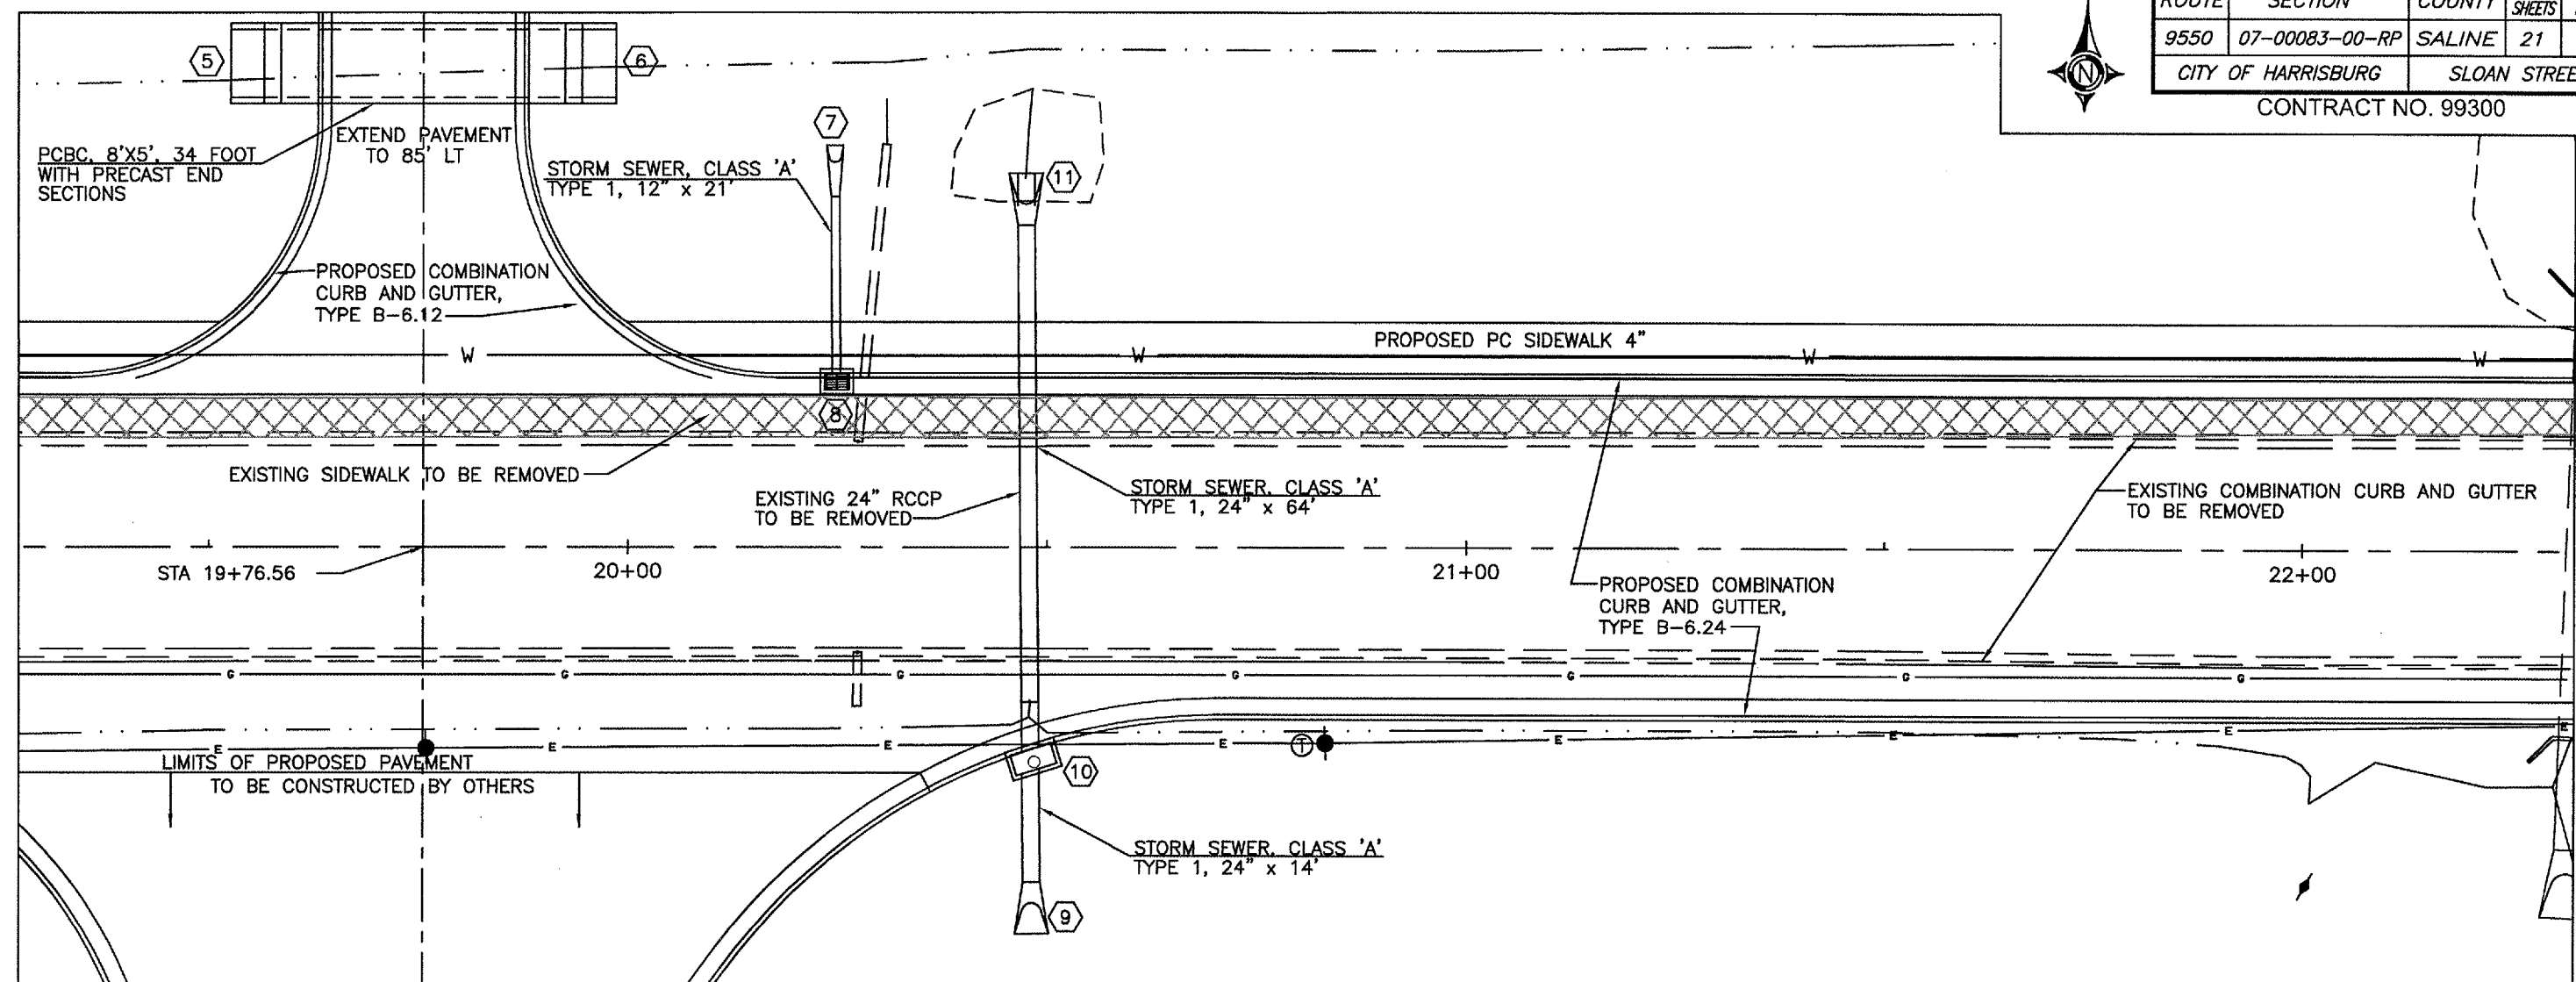 ROUTE SECTION COUNTY SHEETS
9550 07-00083-00-RP SALINE 21
CITY OF HARRISBURG SLOAN
CONTRACT NO. 99300
N
5
6
7
11
EXTEND PAVEMENT
TO 85' LT
PCBC, 8'X5', 34 FOOT
WITH PRECAST END
SECTIONS
STORM SEWER, CLASS 'A'
TYPE 1, 12" x 21'
PROPOSED COMBINATION
CURB AND GUTTER,
TYPE B-6.12
PROPOSED PC SIDEWALK 4"
W W W W
8
EXISTING SIDEWALK TO BE REMOVED
EXISTING 24" RCCP
TO BE REMOVED
STORM SEWER, CLASS 'A'
TYPE 1, 24" x 64'
EXISTING COMBINATION CURB AND GUTTER
TO BE REMOVED
STA 19+76.56
20+00
21+00
22+00
PROPOSED COMBINATION
CURB AND GUTTER,
TYPE B-6.24
G G G G G G G
E E E E E E E E
T
LIMITS OF PROPOSED PAVEMENT
TO BE CONSTRUCTED BY OTHERS
10
STORM SEWER, CLASS 'A'
TYPE 1, 24" x 14'
9